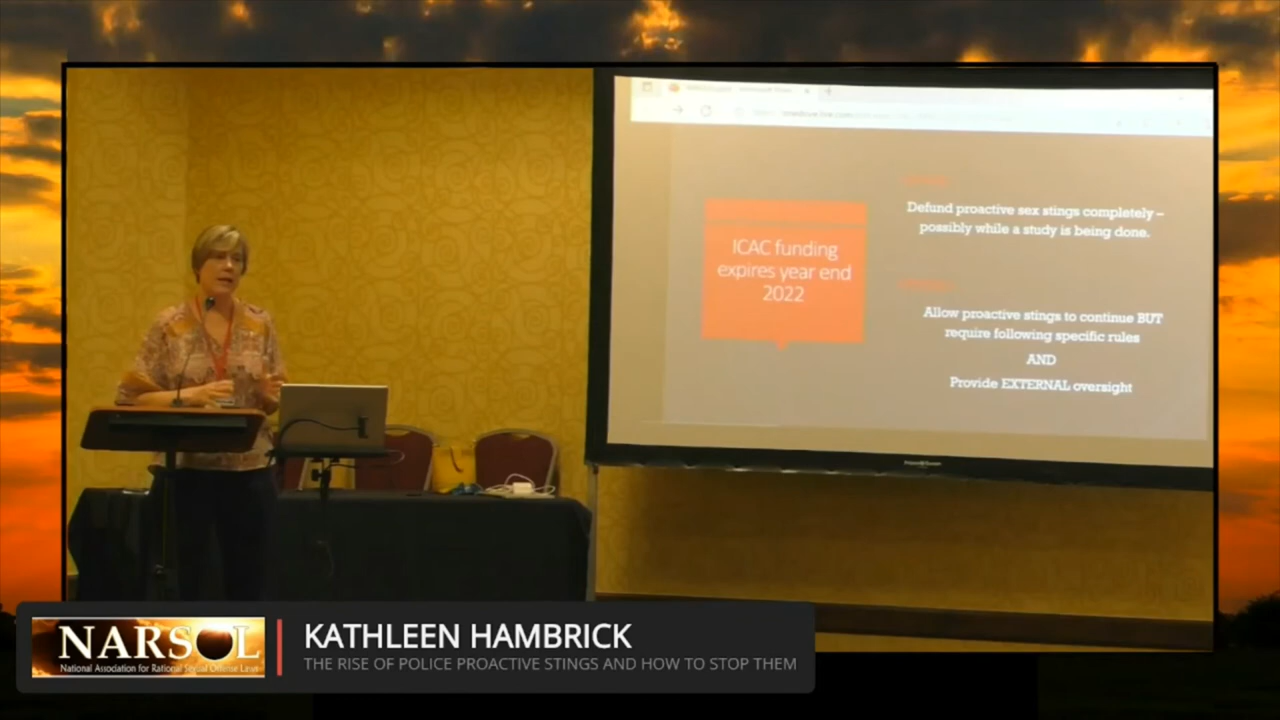 ICAC funding
expires year end
2022
Defund proactive sex stings completely –
possibly while a study is being done.
Allow proactive stings to continue BUT
require following specific rules
AND
Provide EXTERNAL oversight
NARSOL
National Association for Rational Sexual Offense Laws
KATHLEEN HAMBRICK
THE RISE OF POLICE PROACTIVE STINGS AND HOW TO STOP THEM